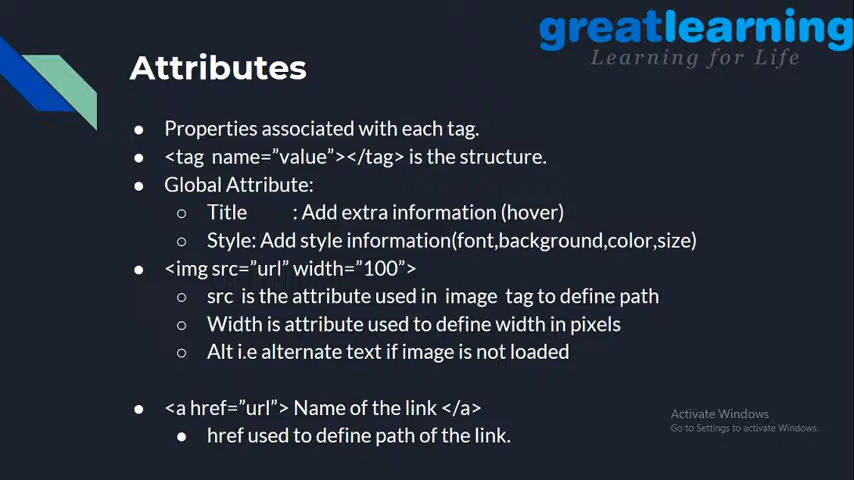 greatlearning
Learning for Life
Attributes
● Properties associated with each tag.
● <tag name=”value”></tag> is the structure.
● Global Attribute:
○ Title : Add extra information (hover)
○ Style: Add style information(font,background,color,size)
● <img src=”url” width=”100”>
○ src is the attribute used in image tag to define path
○ Width is attribute used to define width in pixels
○ Alt i.e alternate text if image is not loaded
● <a href=”url”> Name of the link </a>
● href used to define path of the link.
Activate Windows
Go to Settings to activate Windows.